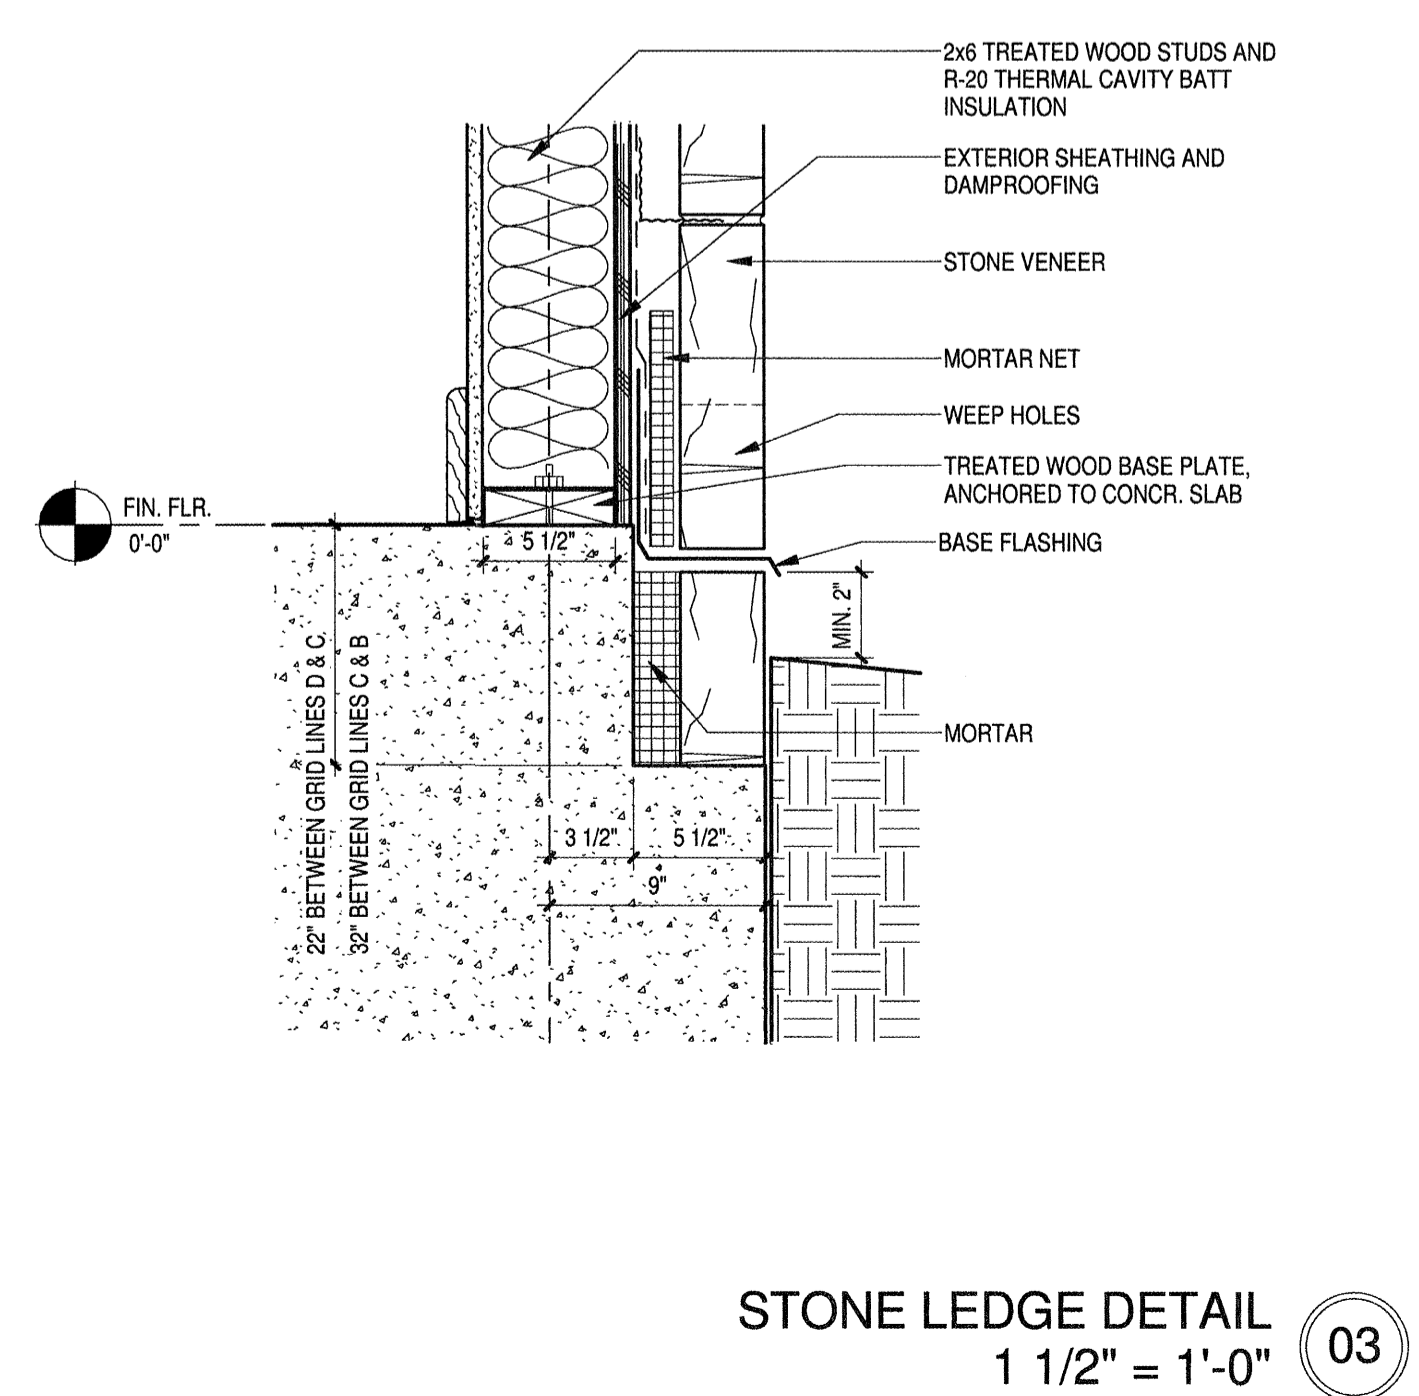 2x6 TREATED WOOD STUDS AND
R-20 THERMAL CAVITY BATT
INSULATION
EXTERIOR SHEATHING AND
DAMPROOFING
STONE VENEER
MORTAR NET
WEEP HOLES
TREATED WOOD BASE PLATE,
ANCHORED TO CONCR. SLAB
FIN. FLR.
0'-0"
5 1/2"
BASE FLASHING
MIN. 2"
22" BETWEEN GRID LINES D & C,
32" BETWEEN GRID LINES C & B
MORTAR
3 1/2"
5 1/2"
9"
STONE LEDGE DETAIL
1 1/2" = 1'-0"
03